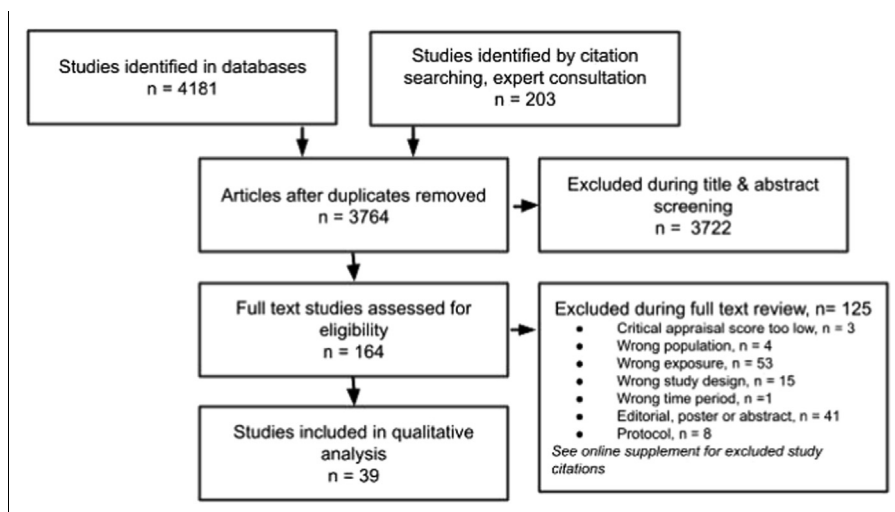 Studies identified in databases
n = 4181
Studies identified by citation
searching, expert consultation
n = 203
Articles after duplicates removed
n = 3764
Excluded during title & abstract
screening
n = 3722
Full text studies assessed for
eligibility
n = 164
Excluded during full text review, n= 125
• Critical appraisal score too low, n = 3
• Wrong population, n = 4
• Wrong exposure, n = 53
• Wrong study design, n = 15
• Wrong time period, n =1
• Editorial, poster or abstract, n = 41
• Protocol, n = 8
See online supplement for excluded study
citations
Studies included in qualitative
analysis
n = 39